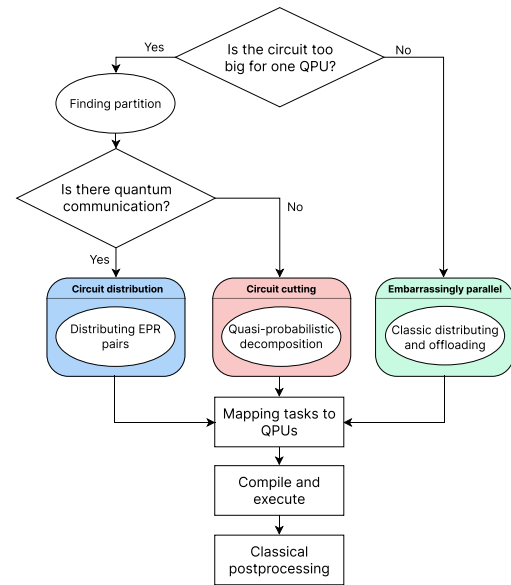 Is the circuit too
big for one QPU?
Yes
No
Finding partition
Is there quantum
communication?
No
Yes
Circuit distribution
Distributing EPR
pairs
Circuit cutting
Quasi-probabilistic
decomposition
Embarrassingly parallel
Classic distributing
and offloading
Mapping tasks to
QPUs
Compile and
execute
Classical
postprocessing